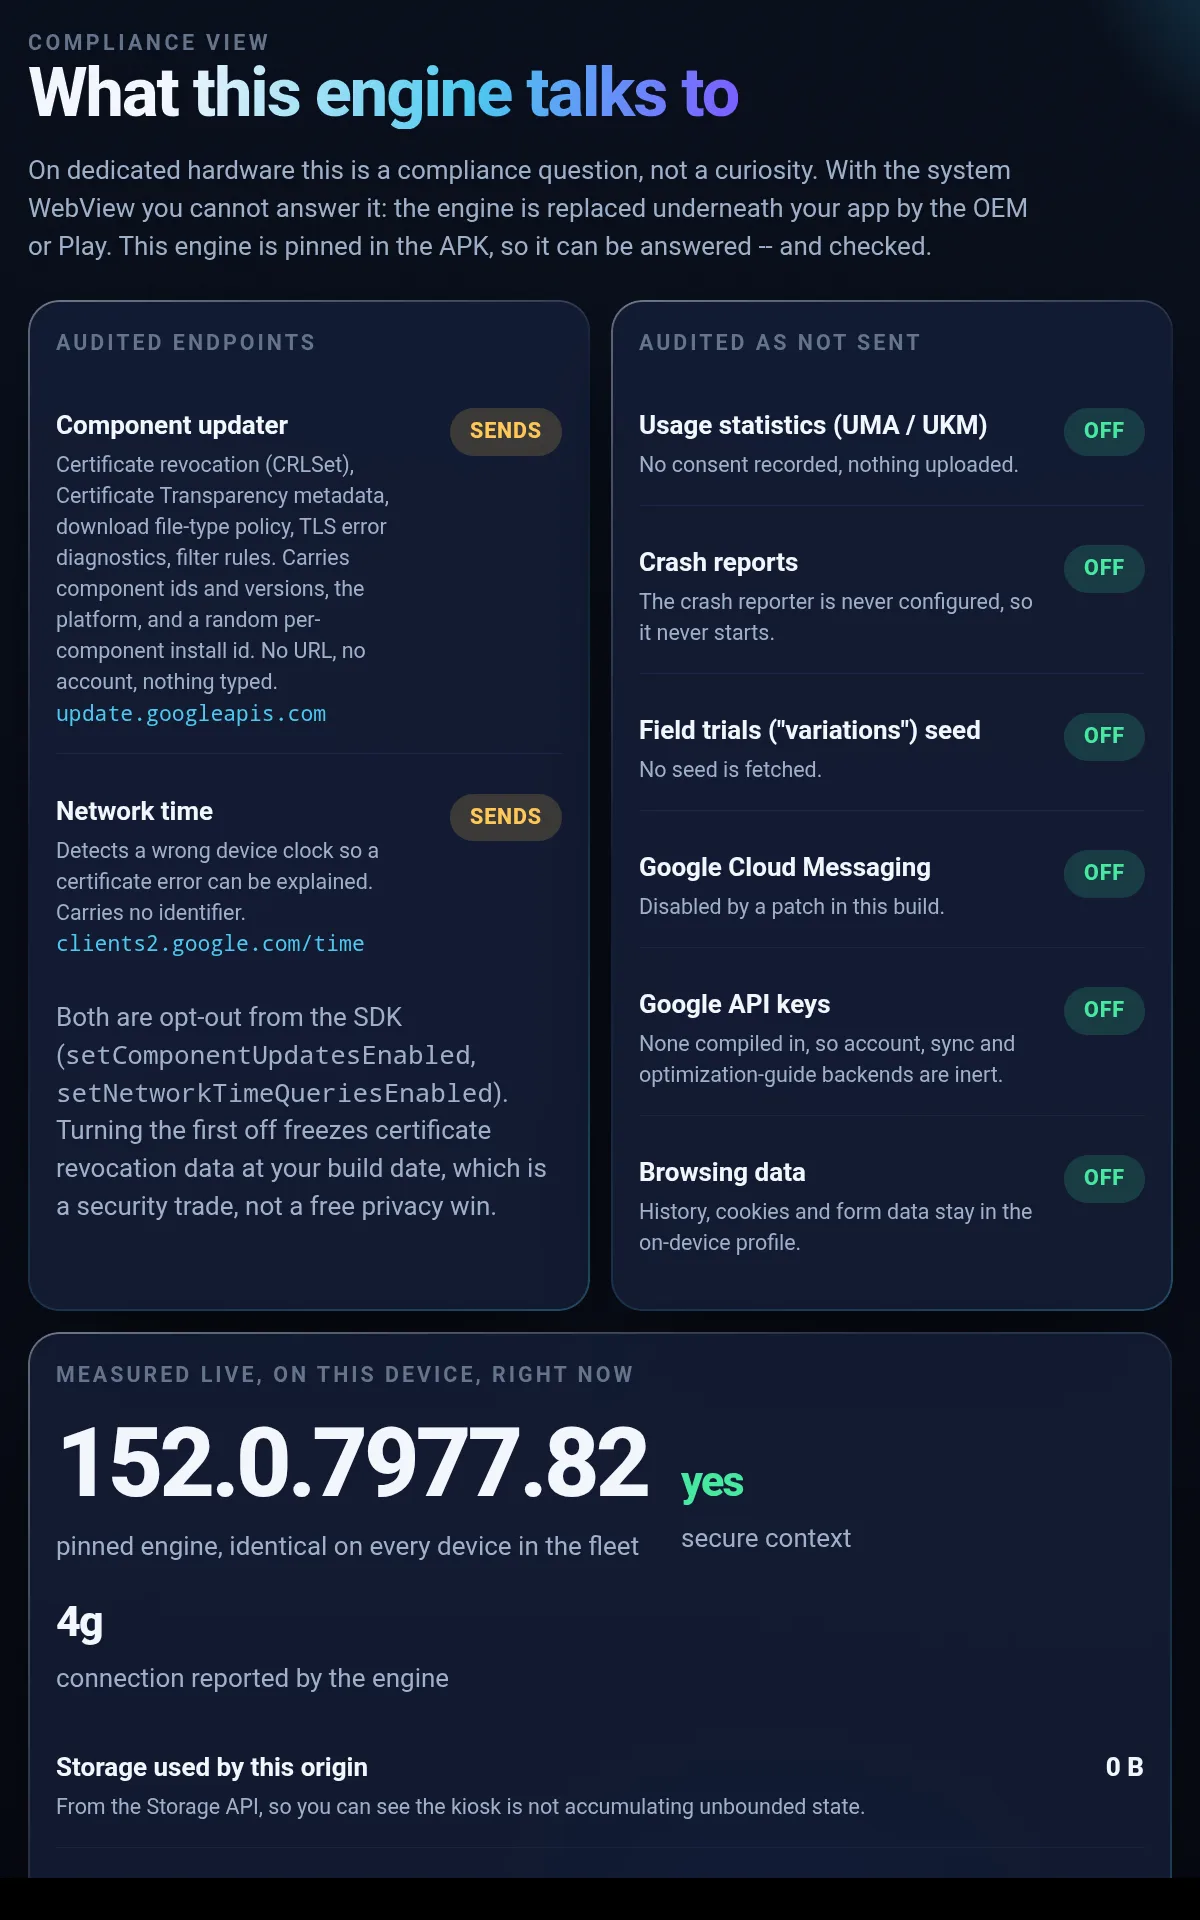 COMPLIANCE VIEW
What this engine talks to
On dedicated hardware this is a compliance question, not a curiosity. With the system
WebView you cannot answer it: the engine is replaced underneath your app by the OEM
or Play. This engine is pinned in the APK, so it can be answered -- and checked.
AUDITED ENDPOINTS
Component updater
SENDS
Certificate revocation (CRLSet),
Certificate Transparency metadata,
download file-type policy, TLS error
diagnostics, filter rules. Carries
component ids and versions, the
platform, and a random per-
component install id. No URL, no
account, nothing typed.
update.googleapis.com
Network time
SENDS
Detects a wrong device clock so a
certificate error can be explained.
Carries no identifier.
clients2.google.com/time
Both are opt-out from the SDK
(setComponentUpdatesEnabled,
setNetworkTimeQueriesEnabled).
Turning the first off freezes certificate
revocation data at your build date, which is
a security trade, not a free privacy win.
AUDITED AS NOT SENT
Usage statistics (UMA / UKM)
OFF
No consent recorded, nothing uploaded.
Crash reports
OFF
The crash reporter is never configured, so
it never starts.
Field trials ("variations") seed
OFF
No seed is fetched.
Google Cloud Messaging
OFF
Disabled by a patch in this build.
Google API keys
OFF
None compiled in, so account, sync and
optimization-guide backends are inert.
Browsing data
OFF
History, cookies and form data stay in the
on-device profile.
MEASURED LIVE, ON THIS DEVICE, RIGHT NOW
152.0.7977.82
pinned engine, identical on every device in the fleet
yes
secure context
4g
connection reported by the engine
Storage used by this origin
0 B
From the Storage API, so you can see the kiosk is not accumulating unbounded state.